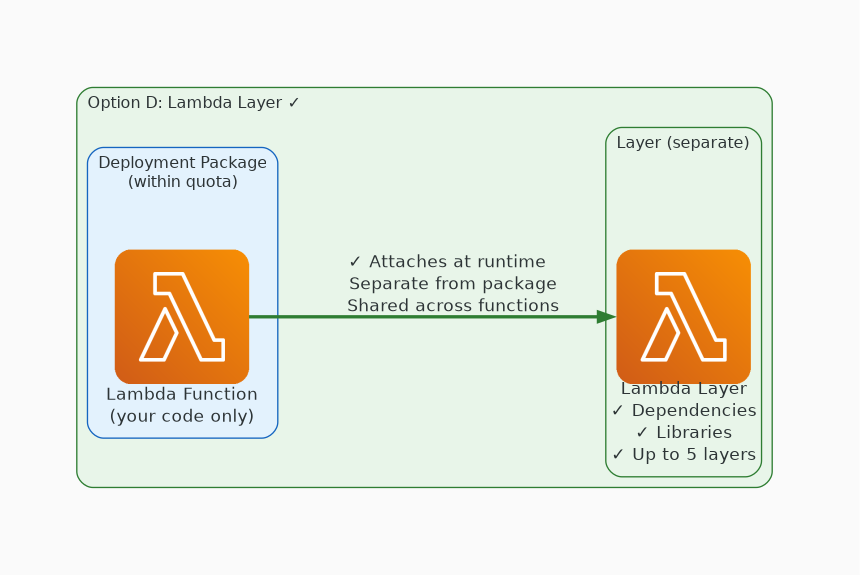 Option D: Lambda Layer ✓
Deployment Package
(within quota)
Layer (separate)
✓ Attaches at runtime
Separate from package
Shared across functions
Lambda Function
(your code only)
Lambda Layer
✓ Dependencies
✓ Libraries
✓ Up to 5 layers